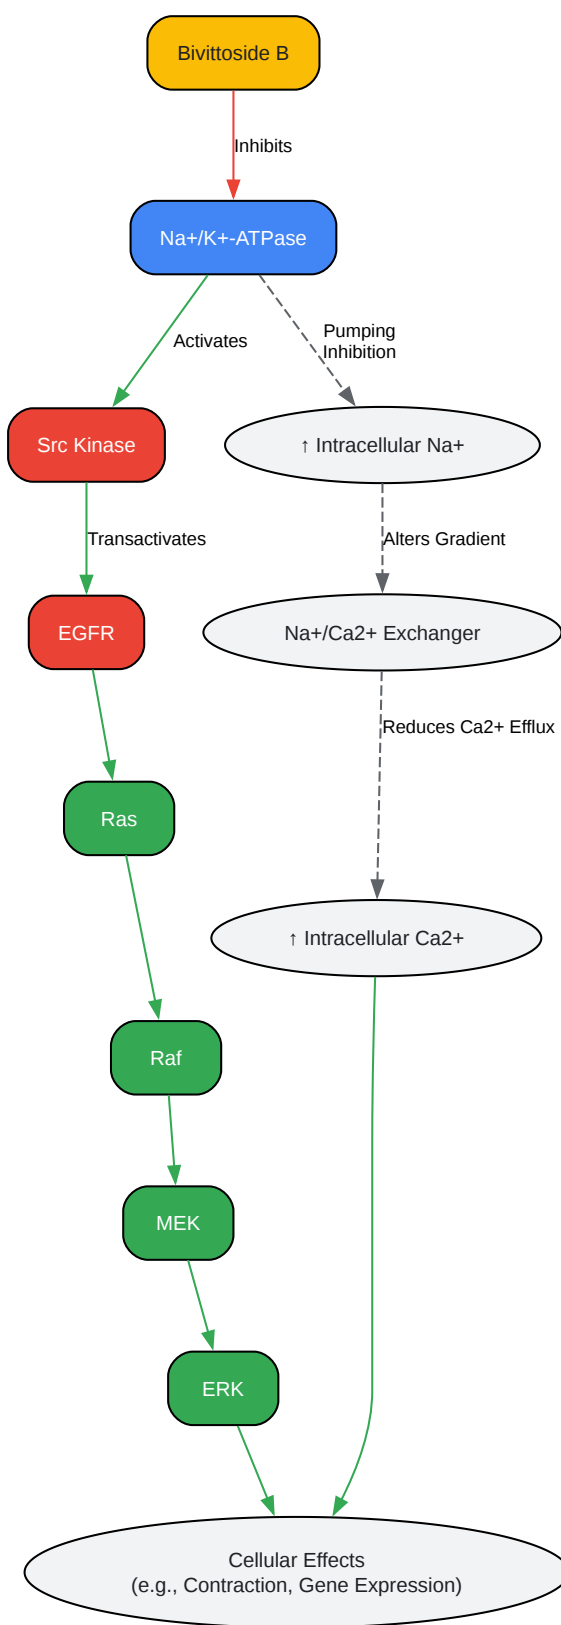 Bivittoside B
Inhibits
Na+/K+-ATPase
Activates
Pumping
Inhibition
Src Kinase
↑ Intracellular Na+
Transactivates
Alters Gradient
EGFR
Na+/Ca2+ Exchanger
Reduces Ca2+ Efflux
Ras
↑ Intracellular Ca2+
Raf
MEK
ERK
Cellular Effects
(e.g., Contraction, Gene Expression)